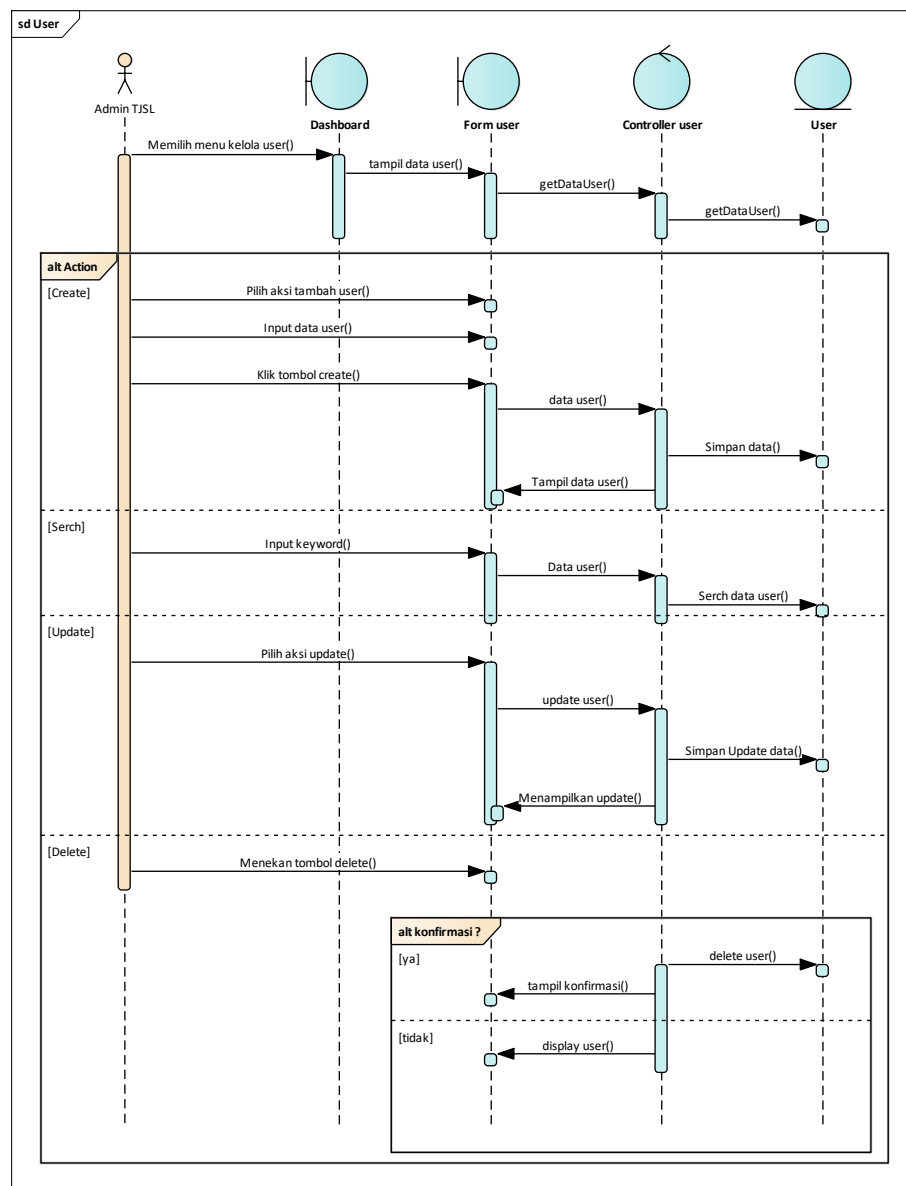 sd User
Admin TJSL
Dashboard
Form user
Controller user
User
Memilih menu kelola user()
tampil data user()
getDataUser()
getDataUser()
alt Action
[Create]
Pilih aksi tambah user()
Input data user()
Klik tombol create()
data user()
Simpan data()
Tampil data user()
[Serch]
Input keyword()
Data user()
Serch data user()
[Update]
Pilih aksi update()
update user()
Simpan Update data()
Menampilkan update()
[Delete]
Menekan tombol delete()
alt konfirmasi ?
[ya]
delete user()
tampil konfirmasi()
[tidak]
display user()